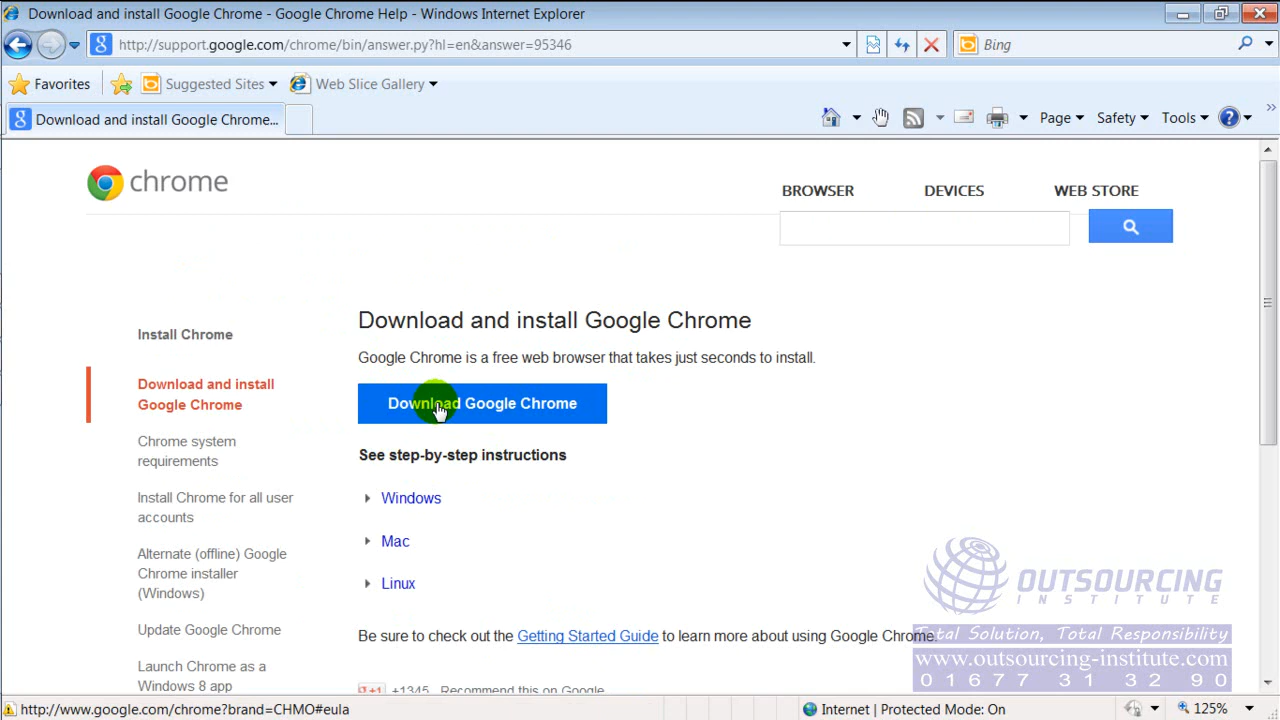 Download and install Google Chrome - Google Chrome Help - Windows Internet Explorer
http://support.google.com/chrome/bin/answer.py?hl=en&answer=95346
Bing
Favorites
Suggested Sites
Web Slice Gallery
Download and install Google Chrome...
Page
Safety
Tools
chrome
BROWSER
DEVICES
WEB STORE
Install Chrome
Download and install
Google Chrome
Chrome system
requirements
Install Chrome for all user
accounts
Alternate (offline) Google
Chrome installer
(Windows)
Update Google Chrome
Launch Chrome as a
Windows 8 app
Download and install Google Chrome
Google Chrome is a free web browser that takes just seconds to install.
Download Google Chrome
See step-by-step instructions
Windows
Mac
Linux
Be sure to check out the Getting Started Guide to learn more about using Google Chrome.
+1 +1345 Recommend this on Google
OUTSOURCING
INSTITUTE
Total Solution, Total Responsibility
www.outsourcing-institute.com
01677 31 32 90
http://www.google.com/chrome?brand=CHMO#eula
Internet | Protected Mode: On
125%